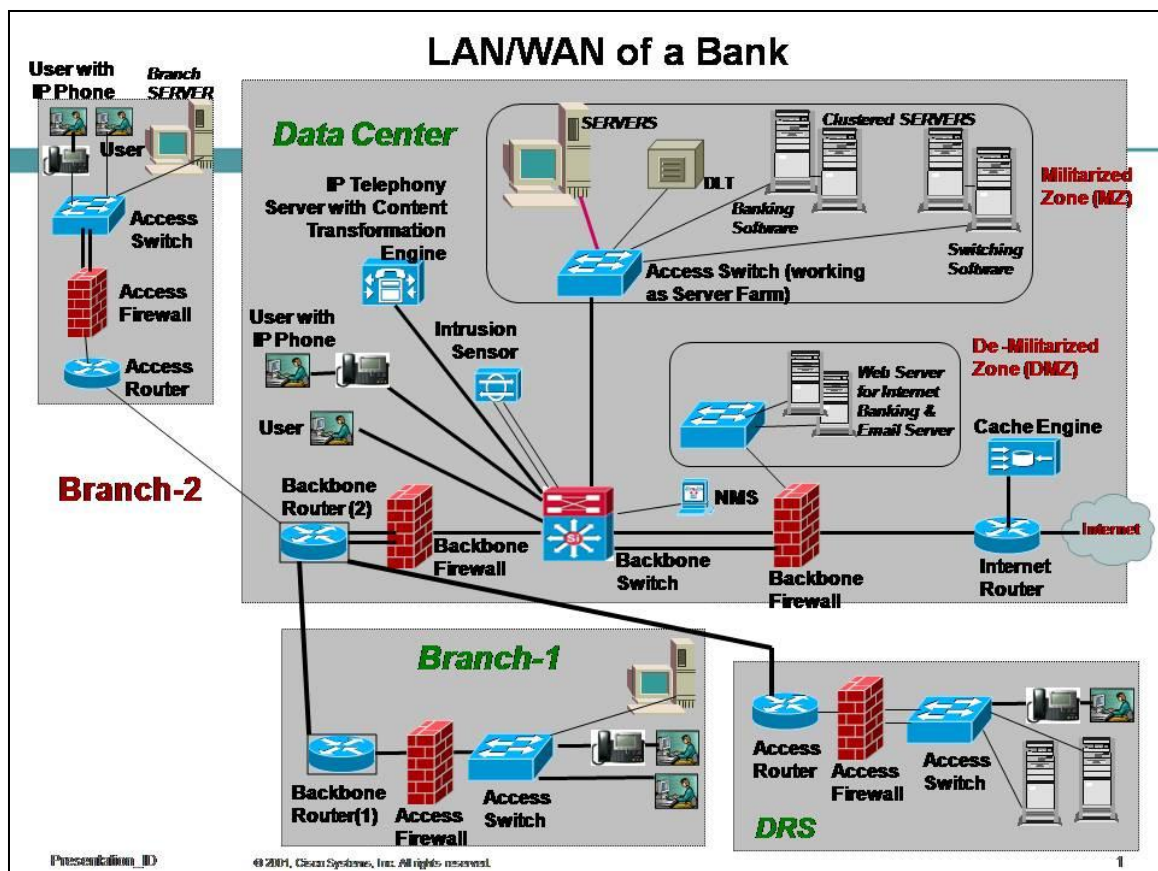 LAN/WAN of a Bank
User with
IP Phone
Branch
SERVER
User
Access
Switch
Access
Firewall
Access
Router
Branch-2
Data Center
IP Telephony
Server with Content
Transformation
Engine
SERVERS
DLT
Clustered SERVERS
Banking
Software
Switching
Software
Militarized
Zone (MZ)
Access Switch (working
as Server Farm)
User with
IP Phone
Intrusion
Sensor
User
De -Militarized
Zone (DMZ)
Web Server
for Internet
Banking &
Email Server
Cache Engine
NMS
Backbone
Router (2)
Backbone
Firewall
Si
Backbone
Switch
Backbone
Firewall
Internet
Router
Internet
Branch-1
Backbone
Router(1)
Access
Firewall
Access
Switch
Access
Router
Access
Firewall
Access
Switch
DRS
Presentation_ID
© 2001, Cisco Systems, Inc. All rights reserved.
1